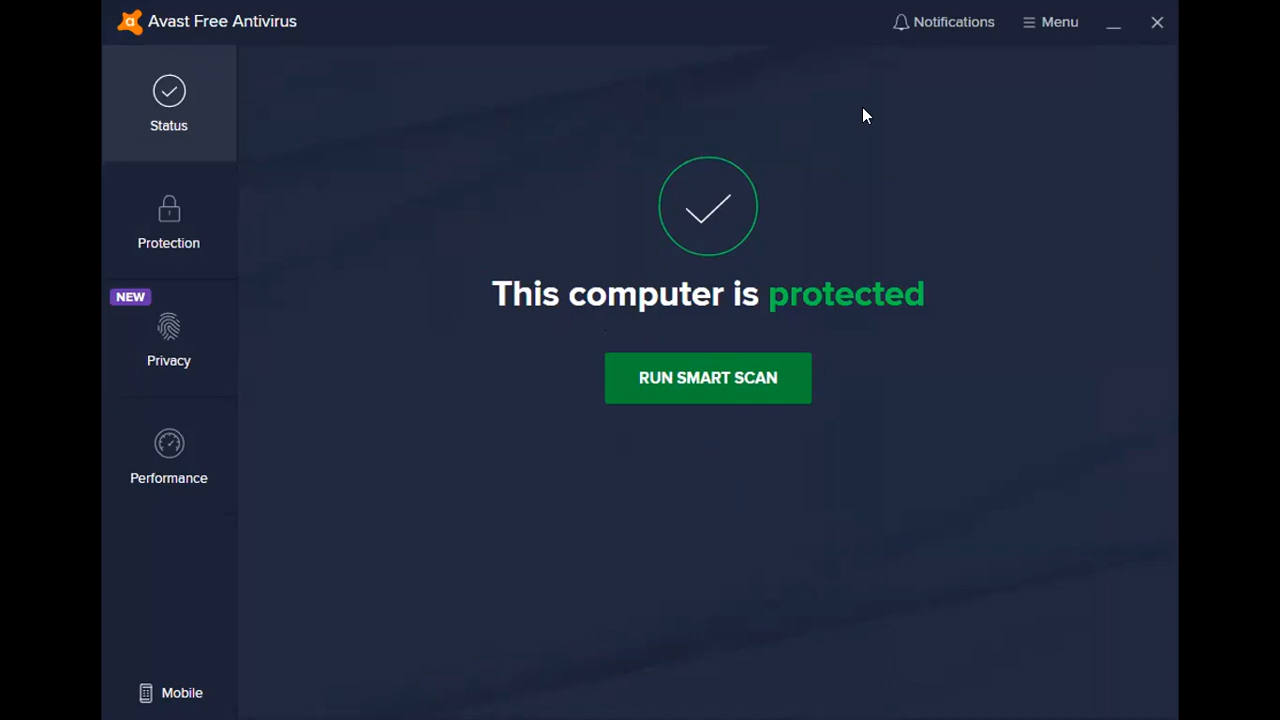 Avast Free Antivirus
Notifications
Menu
Status
Protection
NEW
Privacy
Performance
Mobile
This computer is protected
RUN SMART SCAN